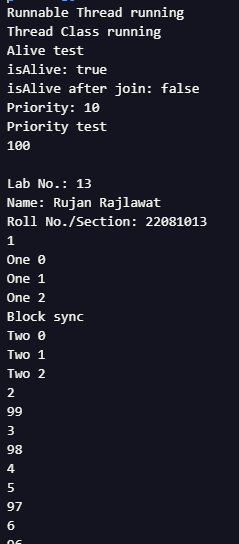 Runnable Thread running
Thread Class running
Alive test
isAlive: true
isAlive after join: false
Priority: 10
Priority test
100

Lab No.: 13
Name: Rujan Rajlawat
Roll No./Section: 22081013
1
One 0
One 1
One 2
Block sync
Two 0
Two 1
Two 2
2
99
3
98
4
5
97
6
96